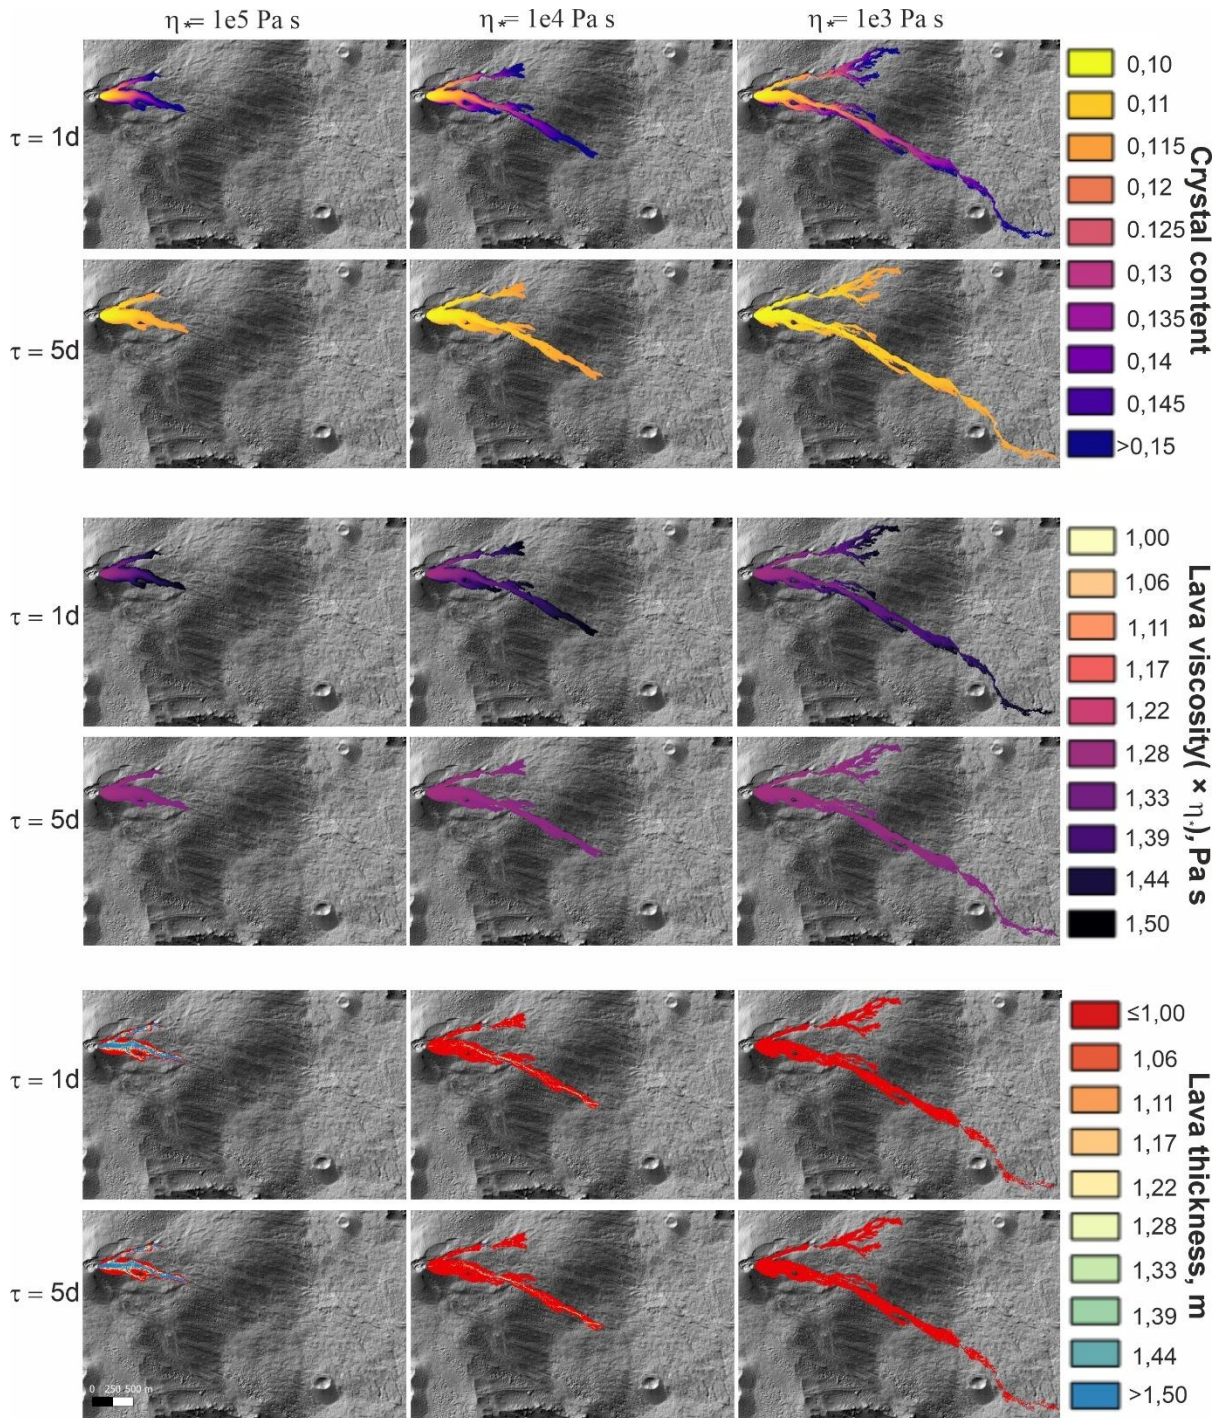 η*= 1e5 Pa s η*= 1e4 Pa s η*= 1e3 Pa s
τ = 1d
τ = 5d
0,10
0,11
0,115
0,12
0.125
0,13
0,135
0,14
0,145
>0,15
Crystal content
τ = 1d
τ = 5d
1,00
1,06
1,11
1,17
1,22
1,28
1,33
1,39
1,44
1,50
Lava viscosity( × η*), Pa s
τ = 1d
τ = 5d
≤1,00
1,06
1,11
1,17
1,22
1,28
1,33
1,39
1,44
>1,50
Lava thickness, m
0 250 500 m